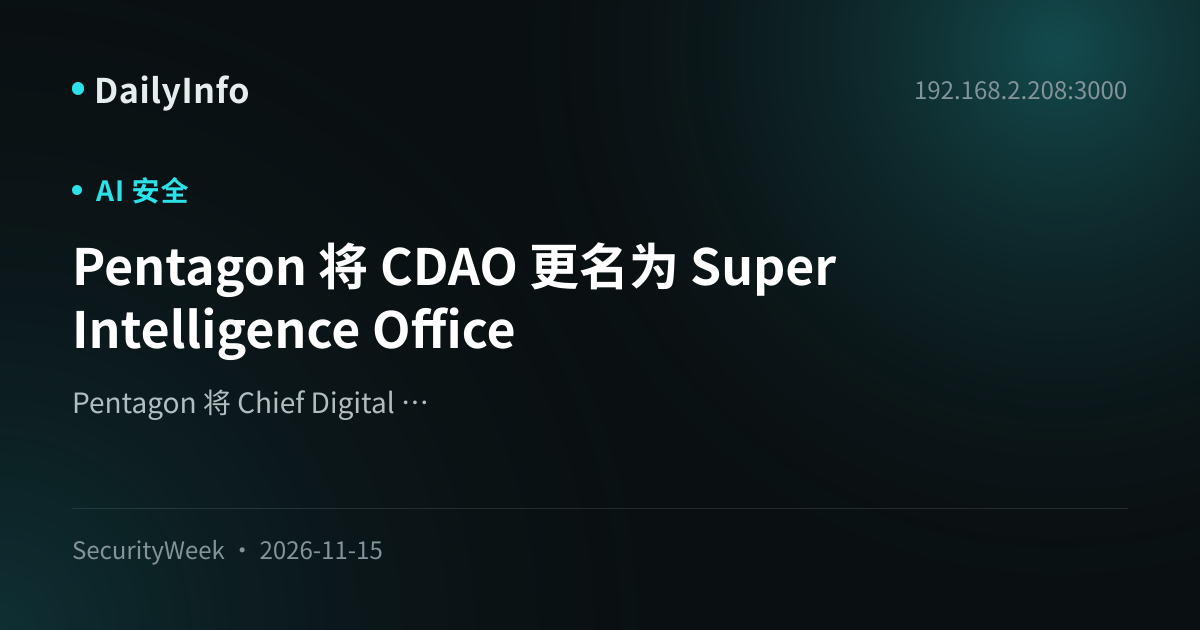 DailyInfo
192.168.2.208:3000
AI 安全
Pentagon 将 CDAO 更名为 Super
Intelligence Office
Pentagon 将 Chief Digital …
SecurityWeek · 2026-11-15